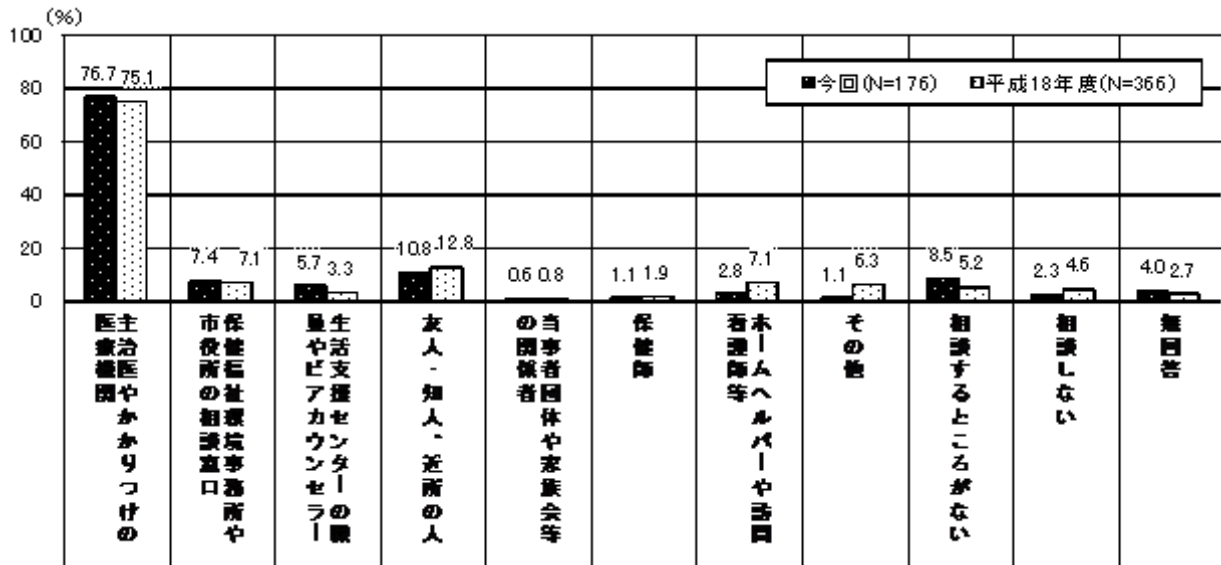 (%)
100
80
60
40
20
0
■今回(N=176) 平成18年度(N=366)
76.7 75.1
7.4 7.1
5.7 3.3
10.8 12.8
0.6 0.8
1.1 1.9
2.8 7.1
1.1 6.3
8.5 5.2
2.3 4.6
4.0 2.7
主治医やかかりつけの
医療機関
保健福祉環境事務所や
市役所の相談窓口
生活支援センターの職
員やピアカウンセラー
友人・知人、近所の人
当事者団体や家族会等
の関係者
保健師
ホームヘルパーや訪問
看護師等
その他
相談するところがない
相談しない
無回答